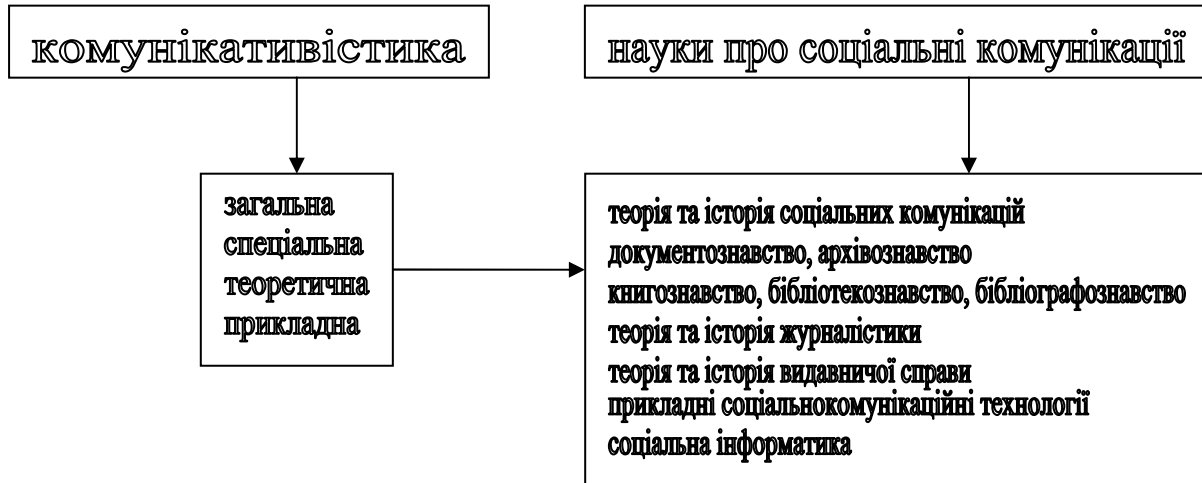 комунікативістика
науки про соціальні комунікації
загальна
спеціальна
теоретична
прикладна
теорія та історія соціальних комунікацій
документознавство, архівознавство
книгознавство, бібліотекознавство, бібліографознавство
теорія та історія журналістики
теорія та історія видавничої справи
прикладні соціальнокомунікаційні технології
соціальна інформатика